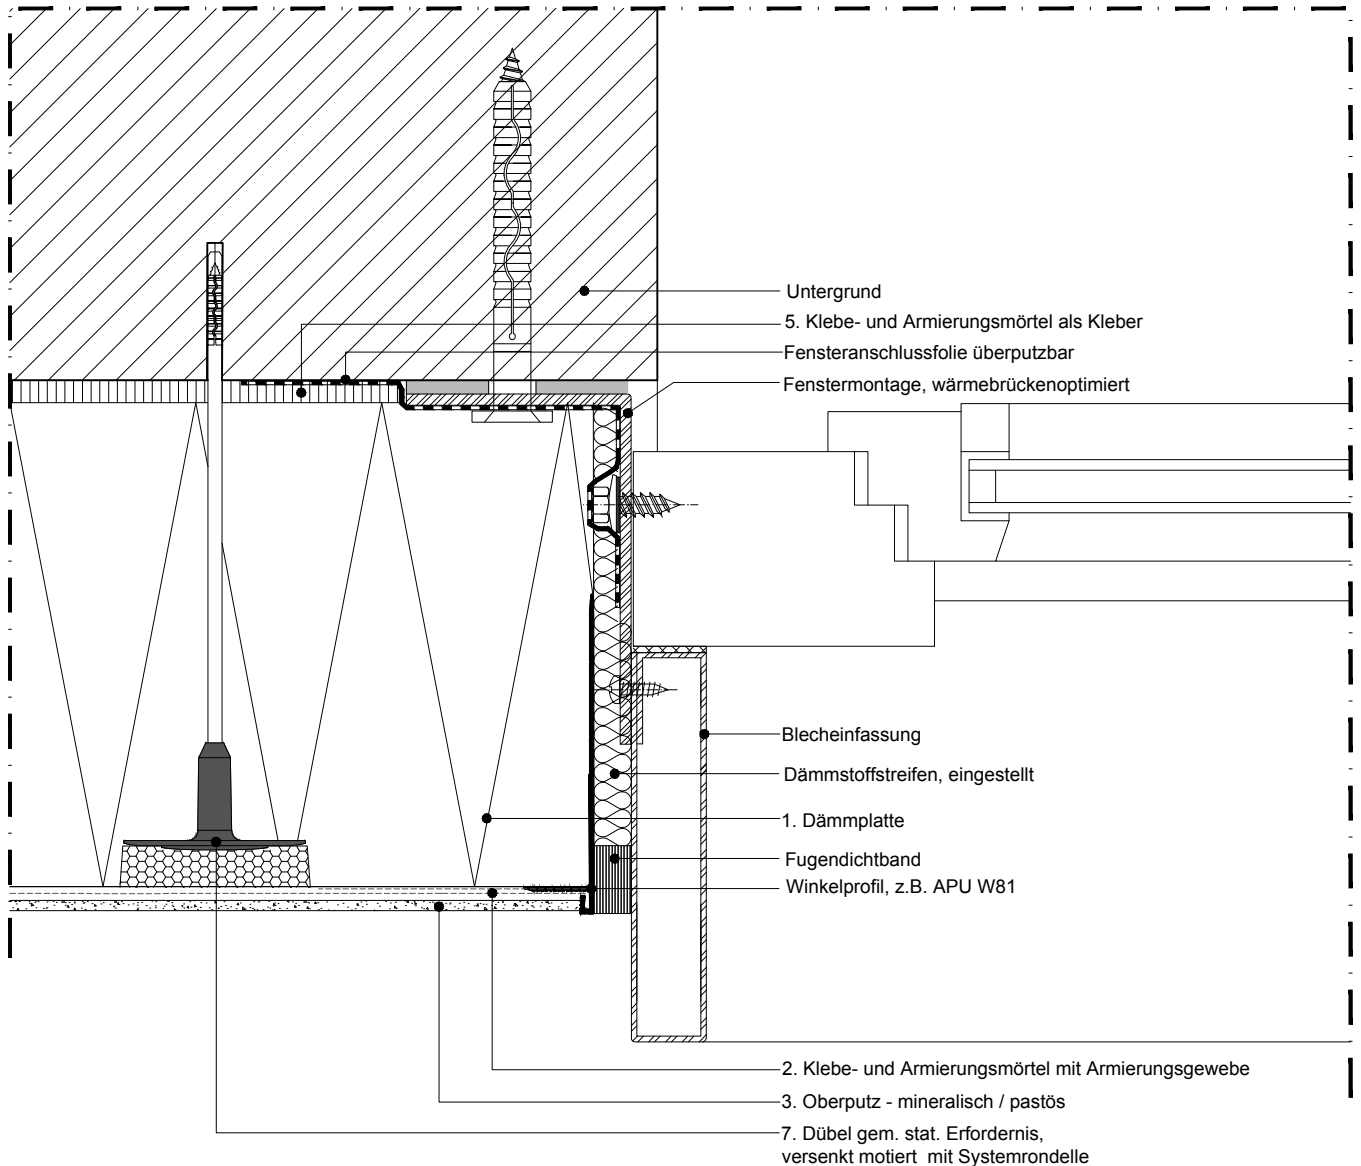 Untergrund
5. Klebe- und Armierungsmörtel als Kleber
Fensteranschlussfolie überputzbar
Fenstermontage, wärmebrückenoptimiert
Blecheinfassung
Dämmstoffstreifen, eingestellt
1. Dämmplatte
Fugendichtband
Winkelprofil, z.B. APU W81
2. Klebe- und Armierungsmörtel mit Armierungsgewebe
3. Oberputz - mineralisch / pastös
7. Dübel gem. stat. Erfordernis,
versenkt motiert  mit Systemrondelle